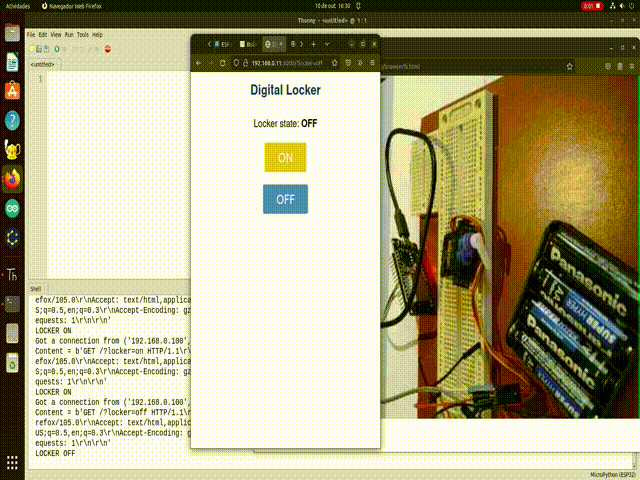 Atividades
Navegador Web Firefox
10 de out 16:30
0:01
Thonny - <untitled> @ 1 : 1
File Edit View Run Tools Help
<untitled>
1
192.168.0.11:8000/?locker=off
Digital Locker
Locker state: OFF
ON
OFF
Panasonic
Panasonic
Panasonic
Shell
efox/105.0\r\nAccept: text/html,applica
S;q=0.5,en;q=0.3\r\nAccept-Encoding: gz
equests: 1\r\n\r\n'
LOCKER ON
Got a connection from ('192.168.0.100',
Content = b'GET /?locker=on HTTP/1.1\r\
efox/105.0\r\nAccept: text/html,applica
S;q=0.5,en;q=0.3\r\nAccept-Encoding: gz
quests: 1\r\n\r\n'
LOCKER ON
Got a connection from ('192.168.0.100',
Content = b'GET /?locker=off HTTP/1.1\r
refox/105.0\r\nAccept: text/html,applic
US;q=0.5,en;q=0.3\r\nAccept-Encoding: g
equests: 1\r\n\r\n'
LOCKER OFF
MicroPython (ESP32)